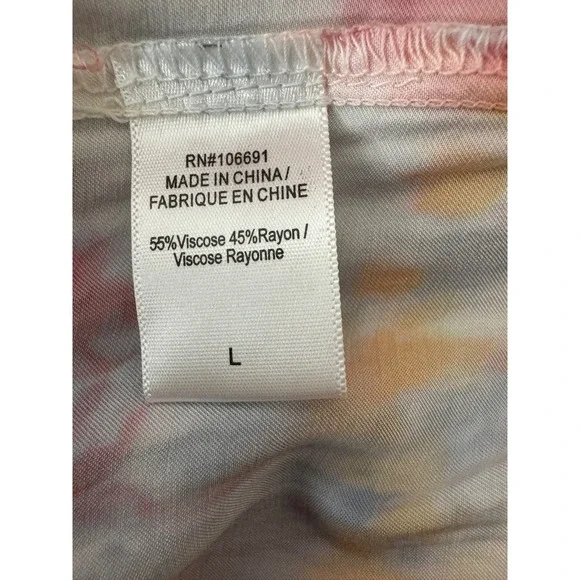 RN#106691
MADE IN CHINA/
FABRIQUE EN CHINE
55%Viscose 45%Rayon/
Viscose Rayonne
L